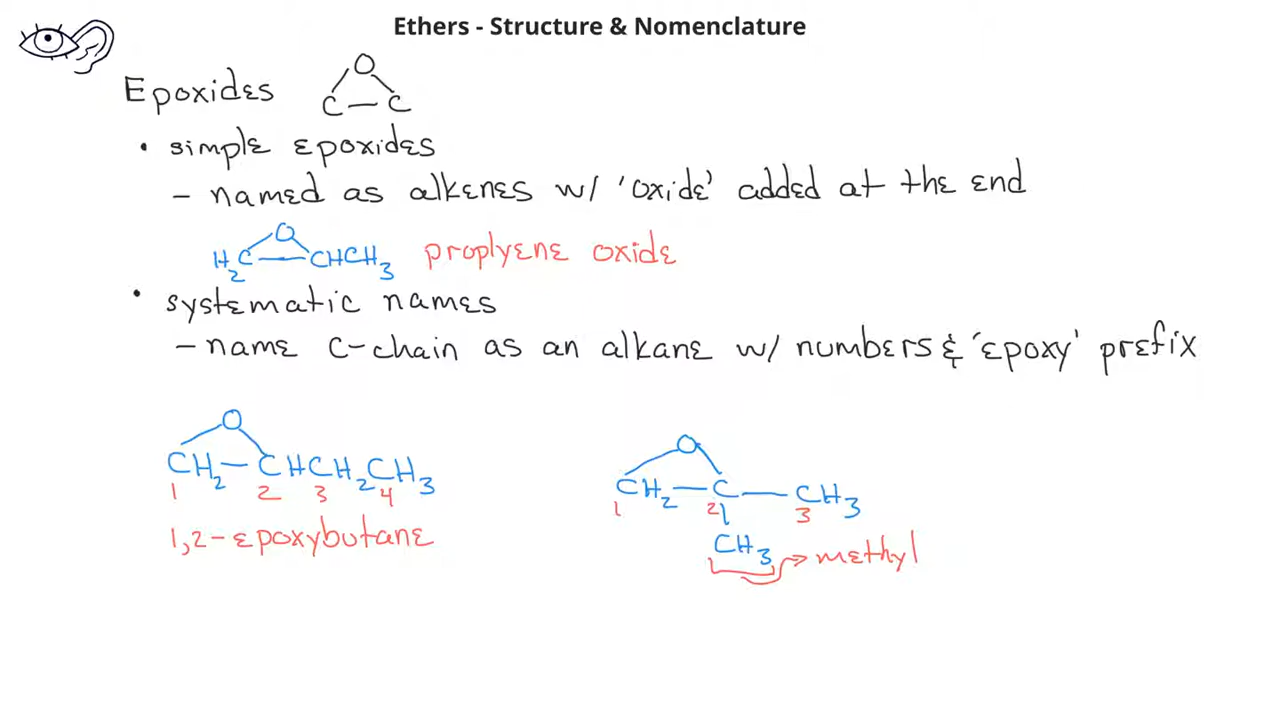 Ethers - Structure & Nomenclature
Epoxides
O
C — C
• simple epoxides
- named as alkenes w/ 'oxide' added at the end
O
H2C — CHCH3 proplyene oxide
• systematic names
- name C-chain as an alkane w/ numbers & 'epoxy' prefix
O
CH2 — CHCH2CH3
1 2 3 4
1,2-epoxybutane
O
CH2 — C — CH3
1 2 3
CH3 → methyl